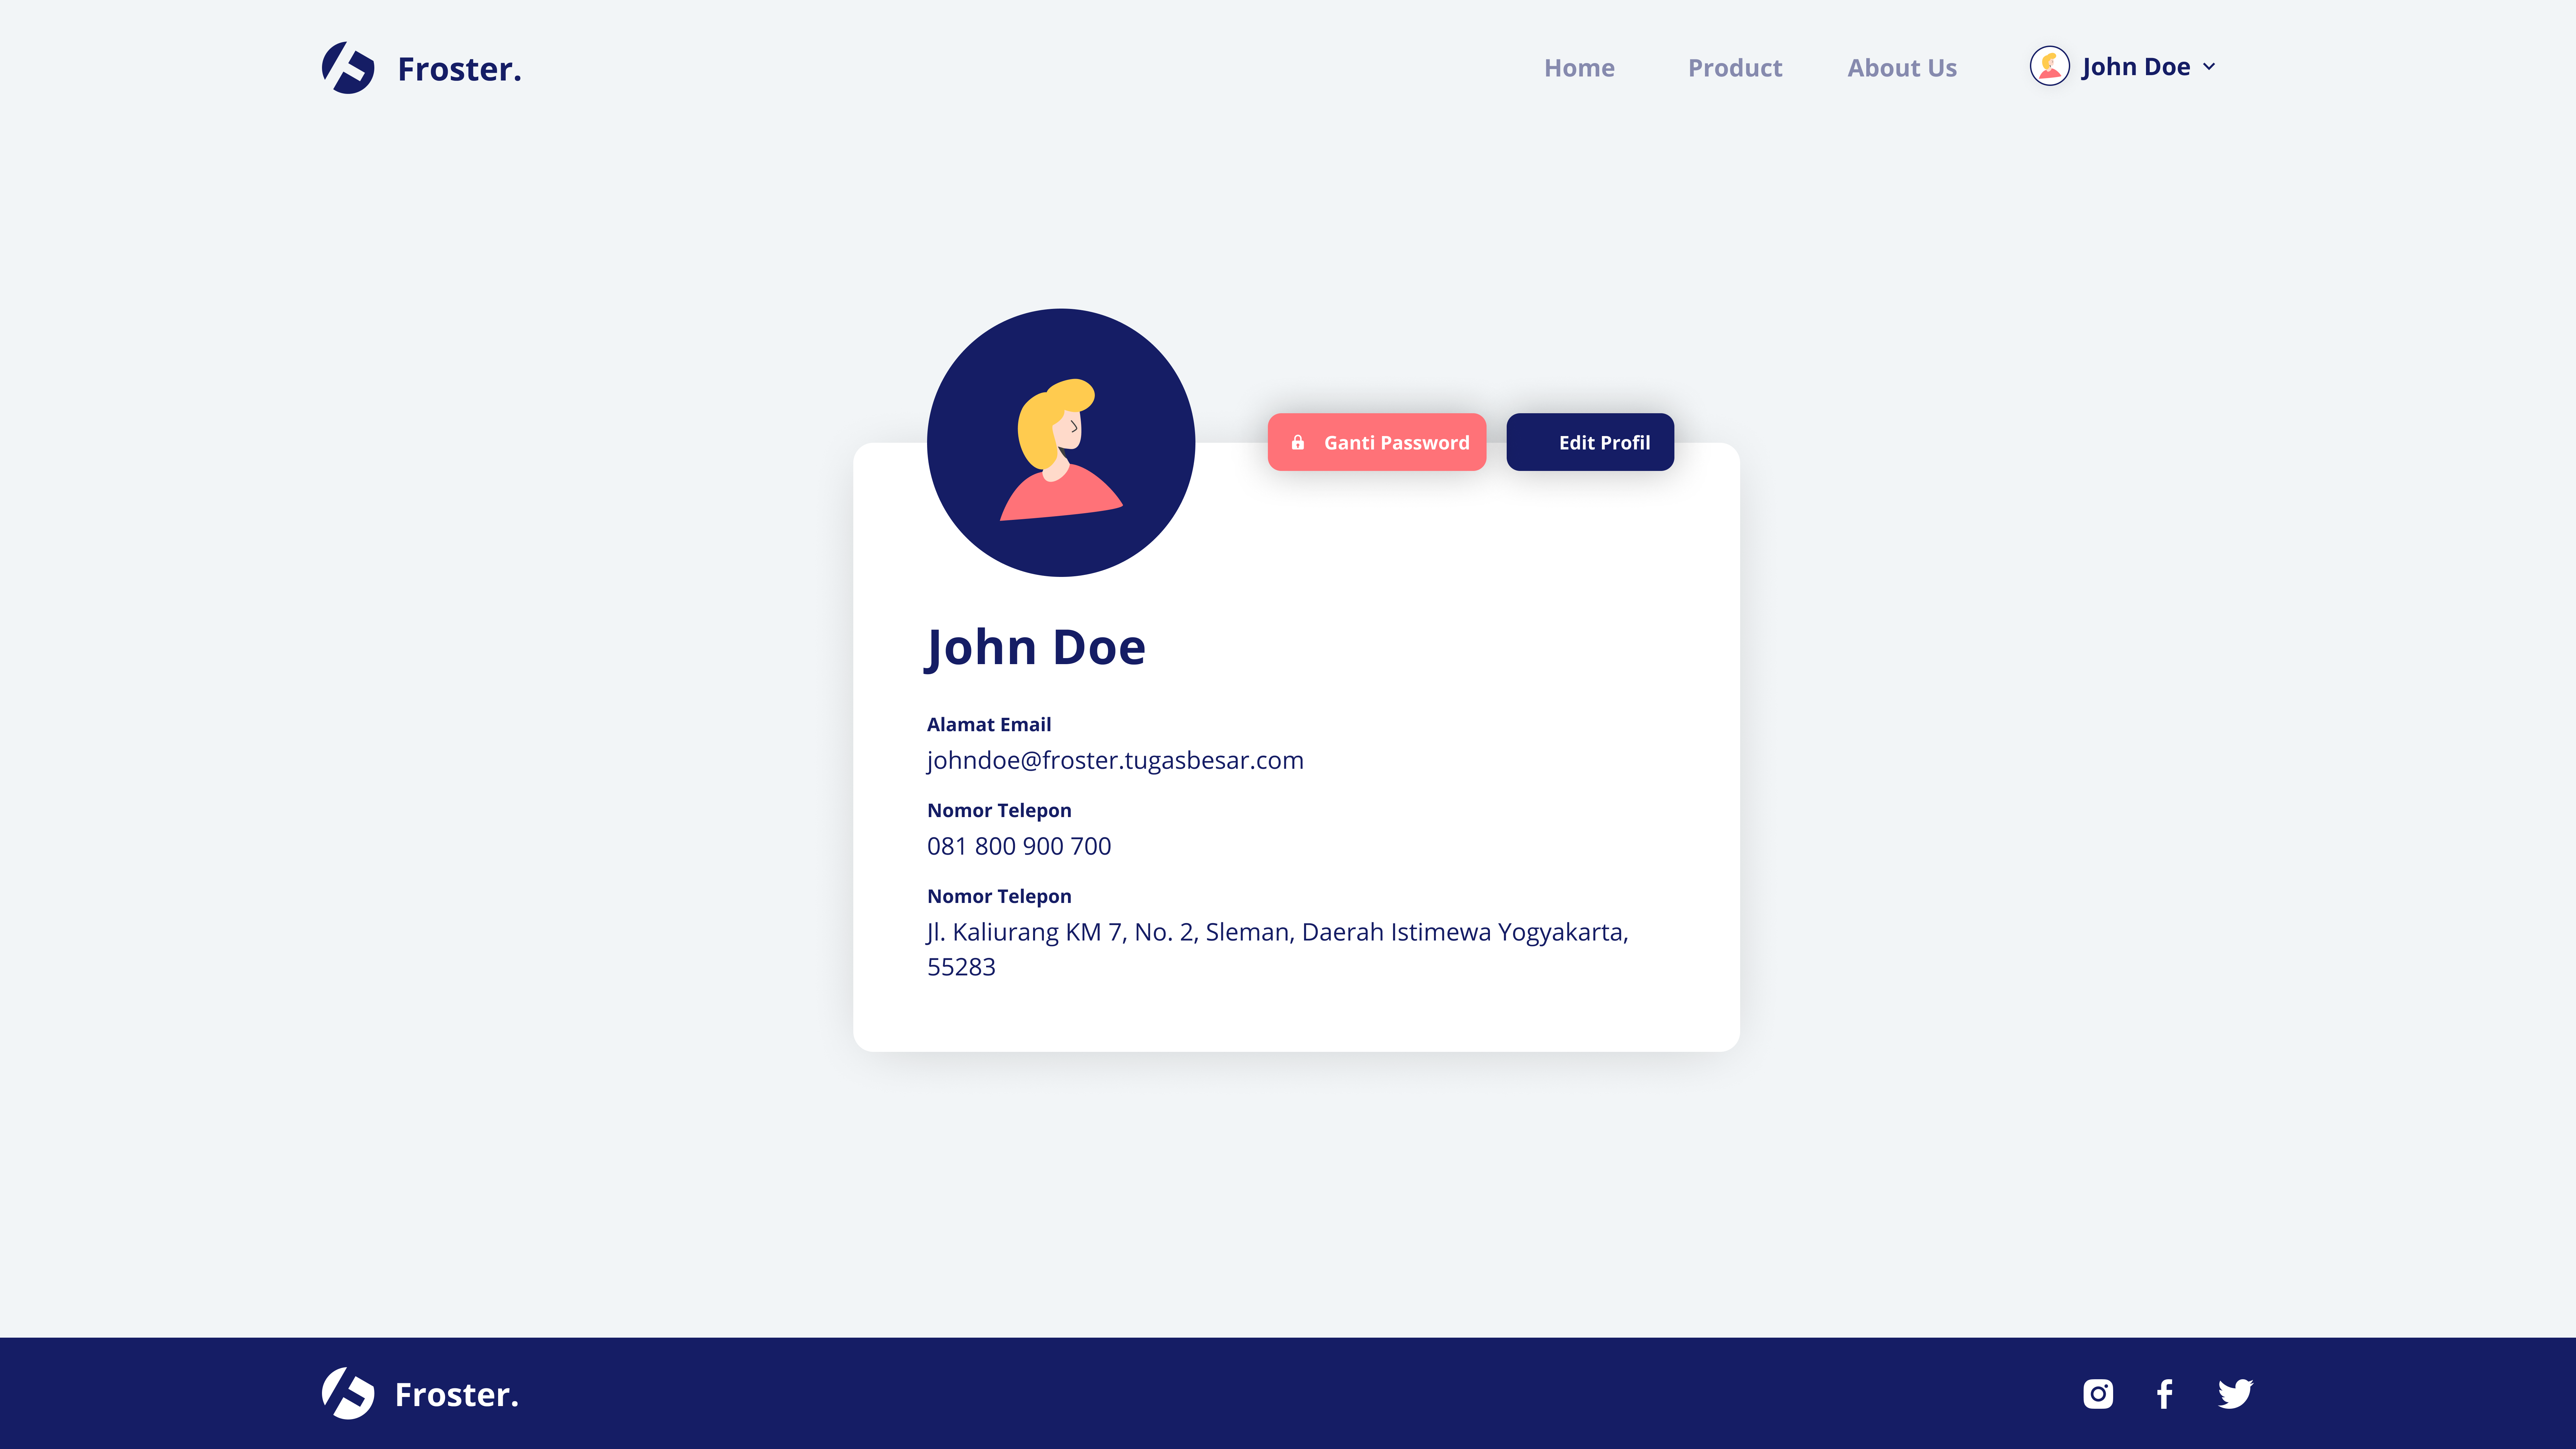 Froster.
Home
Product
About Us
John Doe
Ganti Password
Edit Profil
John Doe
Alamat Email
johndoe@froster.tugasbesar.com
Nomor Telepon
081 800 900 700
Nomor Telepon
Jl. Kaliurang KM 7, No. 2, Sleman, Daerah Istimewa Yogyakarta,
55283
Froster.